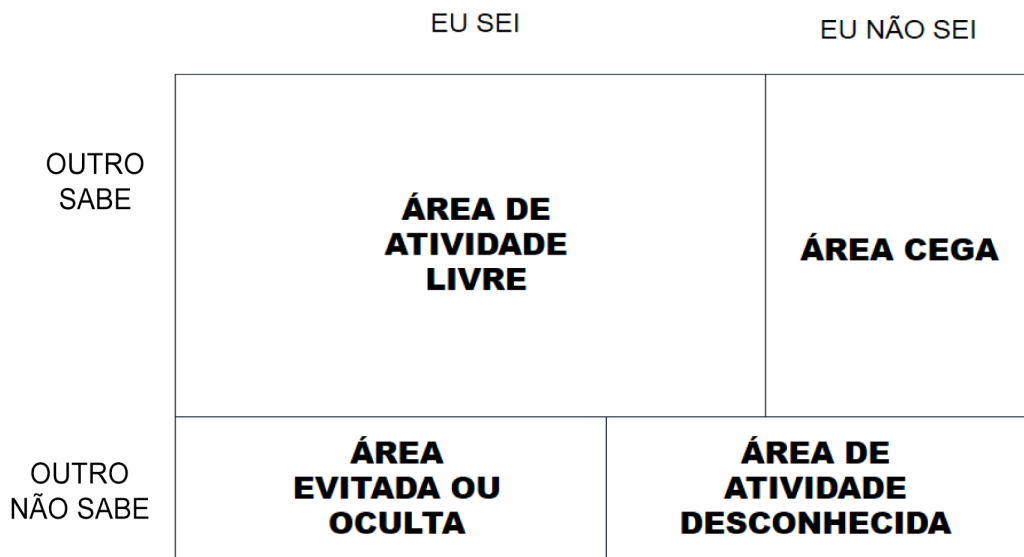 EU SEI
EU NÃO SEI
OUTRO
SABE
ÁREA DE
ATIVIDADE
LIVRE
ÁREA CEGA
OUTRO
NÃO SABE
ÁREA
EVITADA OU
OCULTA
ÁREA DE
ATIVIDADE
DESCONHECIDA